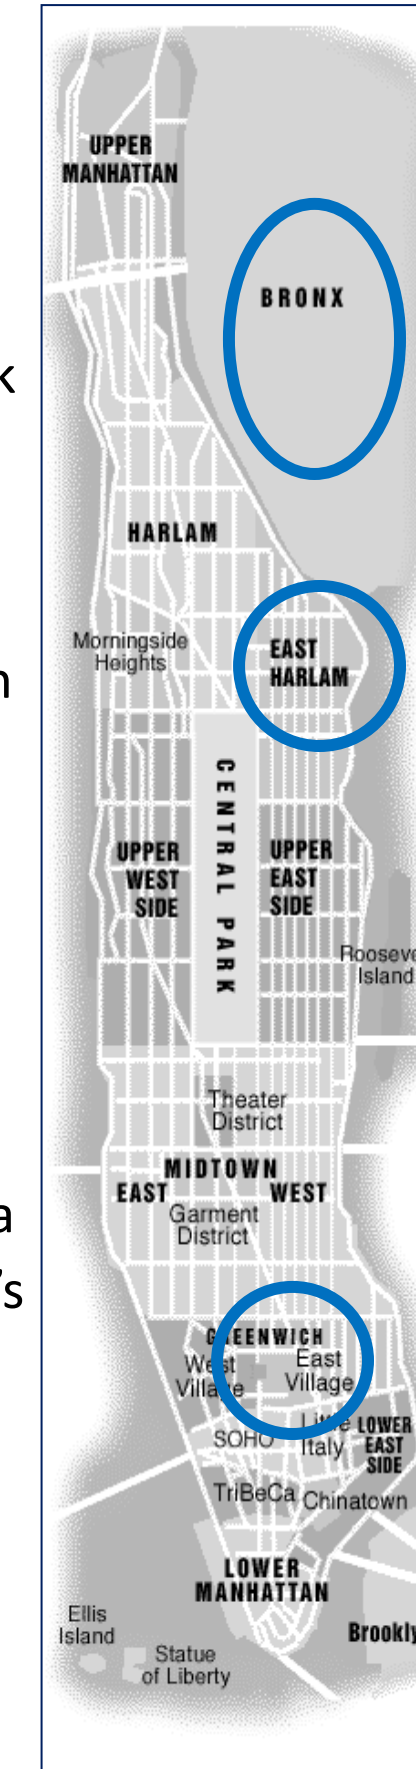 UPPER
MANHATTAN
BRONX
k
HARLAM
Morningside
Heights
EAST
HARLAM
n
CENTRAL PARK
UPPER
WEST
SIDE
UPPER
EAST
SIDE
Rooseve
Island
Theater
District
MIDTOWN
EAST
WEST
Garment
District
a
's
GREENWICH
West
Village
East
Village
SOHO
Little
Italy
LOWER
EAST
SIDE
TriBeCa
Chinatown
LOWER
MANHATTAN
Ellis
Island
Brookly
Statue
of Liberty